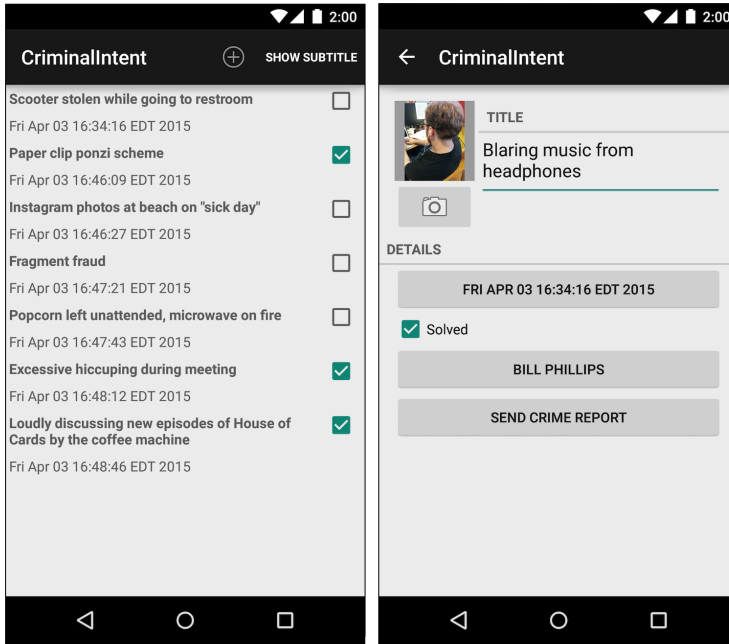 2:00
CriminalIntent
SHOW SUBTITLE
Scooter stolen while going to restroom
Fri Apr 03 16:34:16 EDT 2015
Paper clip ponzi scheme
Fri Apr 03 16:46:09 EDT 2015
Instagram photos at beach on "sick day"
Fri Apr 03 16:46:27 EDT 2015
Fragment fraud
Fri Apr 03 16:47:21 EDT 2015
Popcorn left unattended, microwave on fire
Fri Apr 03 16:47:43 EDT 2015
Excessive hiccuping during meeting
Fri Apr 03 16:48:12 EDT 2015
Loudly discussing new episodes of House of
Cards by the coffee machine
Fri Apr 03 16:48:46 EDT 2015
2:00
CriminalIntent
TITLE
Blaring music from
headphones
DETAILS
FRI APR 03 16:34:16 EDT 2015
Solved
BILL PHILLIPS
SEND CRIME REPORT